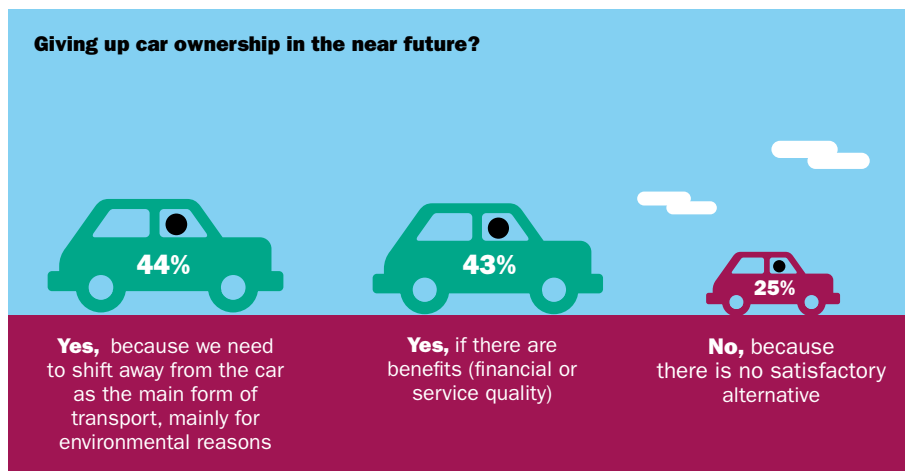 Giving up car ownership in the near future?
44%
43%
25%
Yes, because we need
to shift away from the car
as the main form of
transport, mainly for
environmental reasons
Yes, if there are
benefits (financial or
service quality)
No, because
there is no satisfactory
alternative